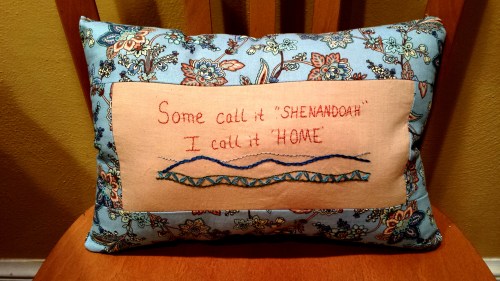 Some call it "SHENANDOAH"
I call it "HOME"